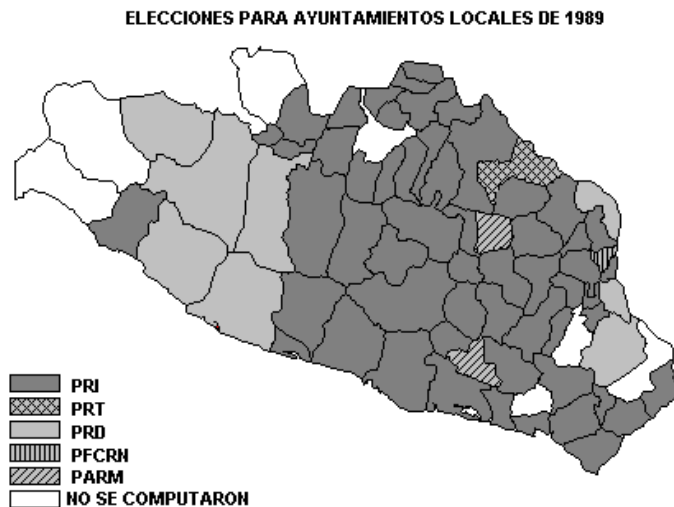 ELECCIONES PARA AYUNTAMIENTOS LOCALES DE 1989
PRI
PRT
PRD
PFCRN
PARM
NO SE COMPUTARON